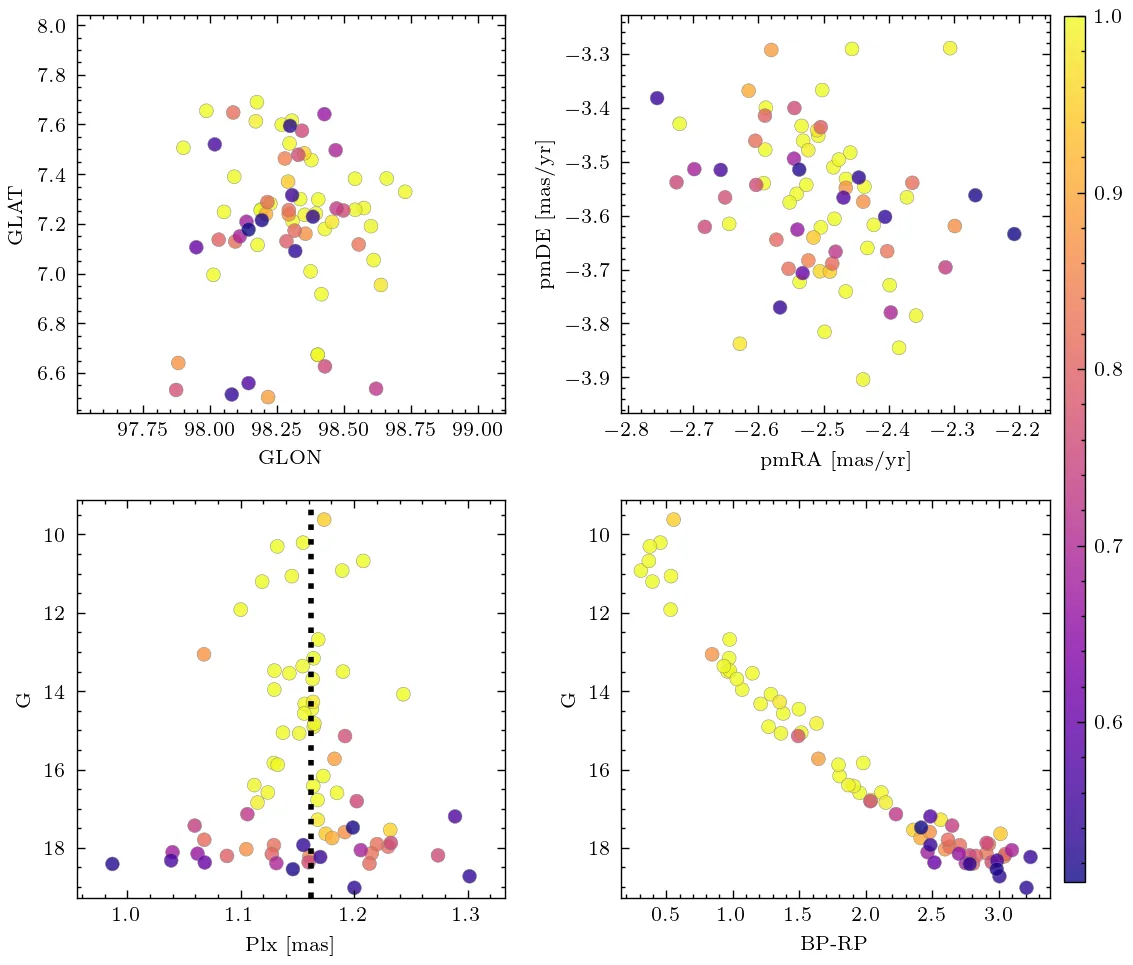 8.0
7.8
7.6
7.4
7.2
7.0
6.8
6.6
GLAT
97.75 98.00 98.25 98.50 98.75 99.00
GLON
−3.3
−3.4
−3.5
−3.6
−3.7
−3.8
−3.9
pmDE [mas/yr]
−2.8 −2.7 −2.6 −2.5 −2.4 −2.3 −2.2
pmRA [mas/yr]
1.0
0.9
0.8
0.7
0.6
10
12
14
16
18
G
1.0 1.1 1.2 1.3
Plx [mas]
10
12
14
16
18
G
0.5 1.0 1.5 2.0 2.5 3.0
BP-RP